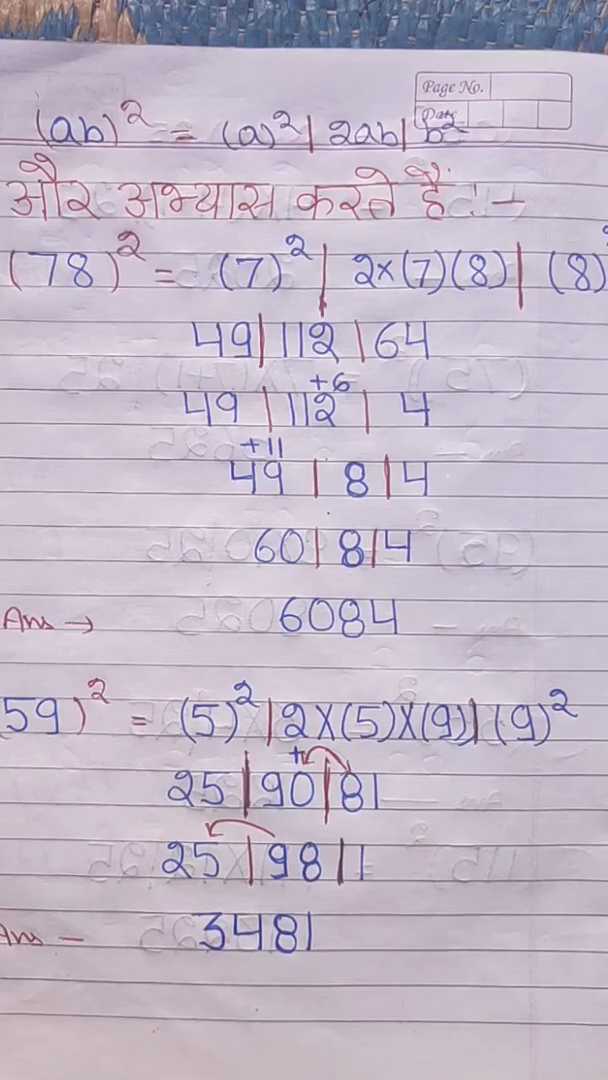 Page No.
Date
(ab)² = (a)² | 2ab | b²
और अभ्यास करते हैं :-
(78)² = (7)² | 2×(7)(8) | (8)
49 | 112 | 64
+6
49 | 112 | 4
+11
49 | 8 | 4
60 | 8 | 4
Ans → 6084
59)² = (5)² | 2×(5)×(9) | (9)²
+
25 | 90 | 81
25 | 98 | 1
Ans - 3481